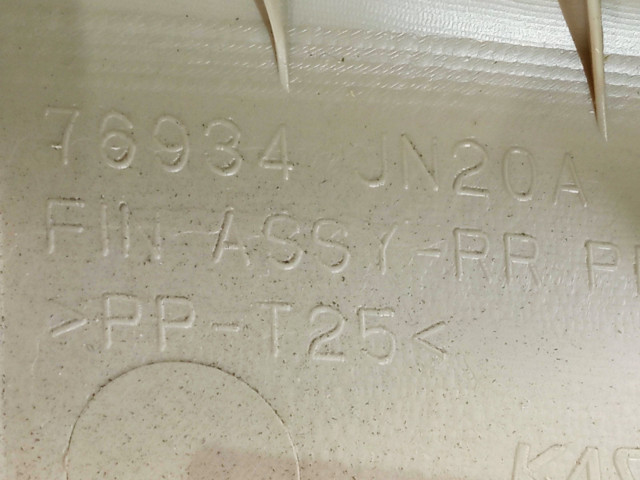 76934 JN20A
FIN ASSY-RR
>PP-T25<